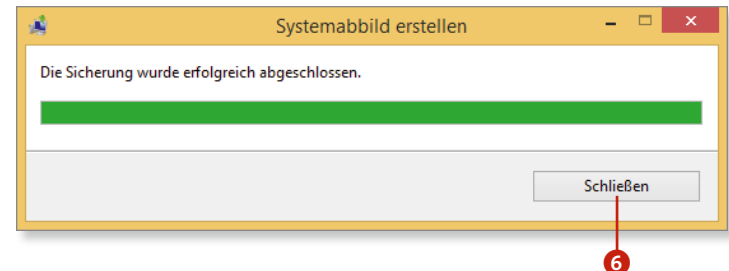 Systemabbild erstellen
Die Sicherung wurde erfolgreich abgeschlossen.
Schließen
6